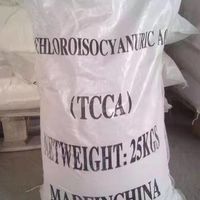 CHLOROISOCYANURIC AC
(TCCA)
NETWEIGHT: 25KGS
MADEINCHINA